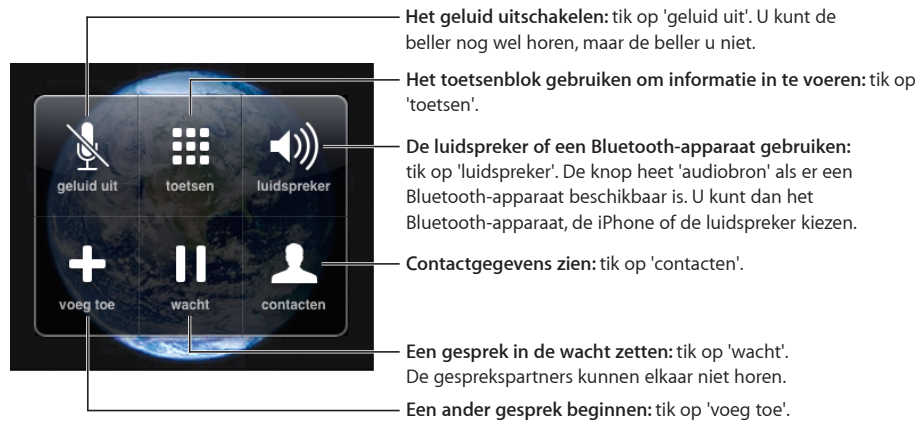 Het geluid uitschakelen: tik op 'geluid uit'. U kunt de
beller nog wel horen, maar de beller u niet.
Het toetsenblok gebruiken om informatie in te voeren: tik op
'toetsen'.
De luidspreker of een Bluetooth-apparaat gebruiken:
tik op 'luidspreker'. De knop heet 'audiobron' als er een
Bluetooth-apparaat beschikbaar is. U kunt dan het
Bluetooth-apparaat, de iPhone of de luidspreker kiezen.
Contactgegevens zien: tik op 'contacten'.
Een gesprek in de wacht zetten: tik op 'wacht'.
De gesprekspartners kunnen elkaar niet horen.
Een ander gesprek beginnen: tik op 'voeg toe'.
geluid uit
toetsen
luidspreker
voeg toe
wacht
contacten